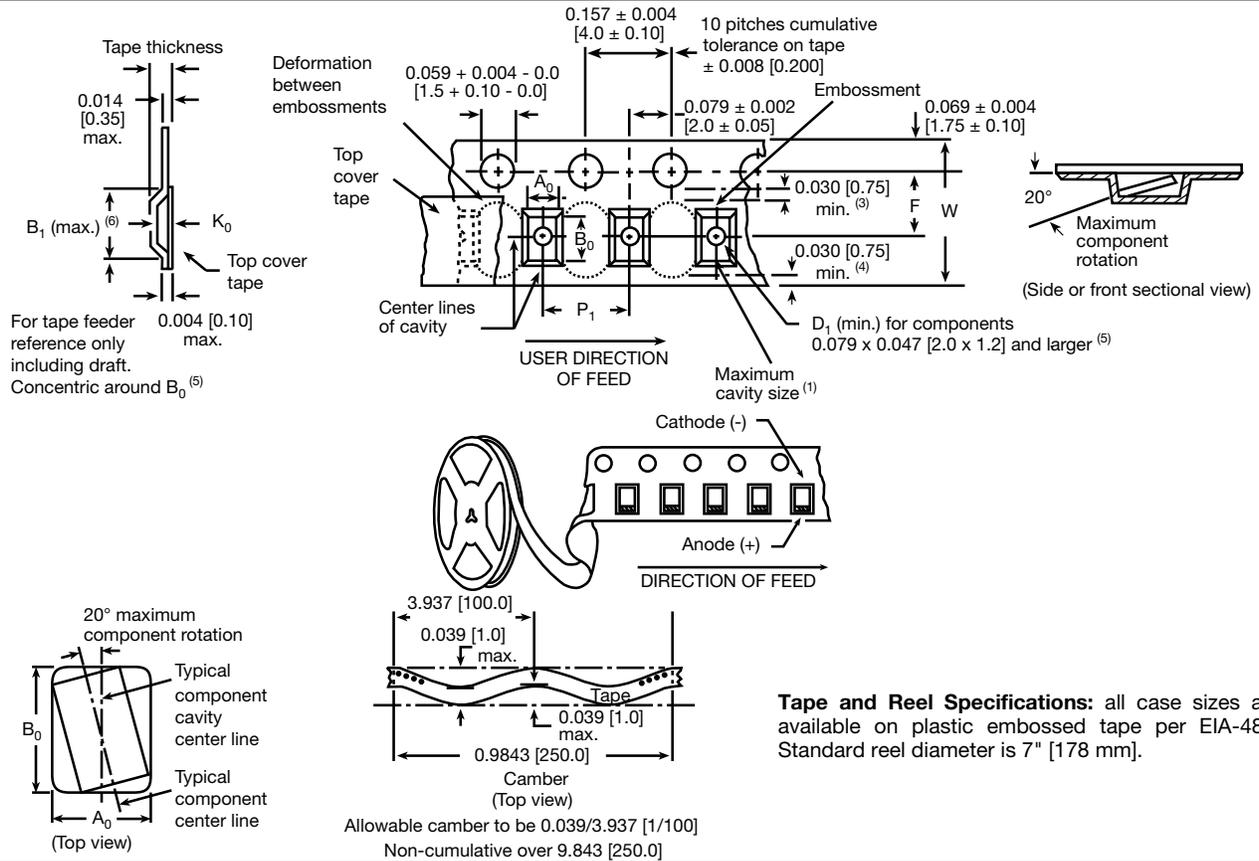 Tape thickness
0.014
[0.35]
max.
B1 (max.) (6)
K0
Top cover
tape
For tape feeder
reference only
including draft.
Concentric around B0 (5)
0.004 [0.10]
max.
Deformation
between
embossments
Top
cover
tape
0.059 + 0.004 - 0.0
[1.5 + 0.10 - 0.0]
0.157 ± 0.004
[4.0 ± 0.10]
10 pitches cumulative
tolerance on tape
± 0.008 [0.200]
0.079 ± 0.002
[2.0 ± 0.05]
Embossment
0.069 ± 0.004
[1.75 ± 0.10]
A0
B0
0.030 [0.75]
min. (3)
F
W
0.030 [0.75]
min. (4)
Center lines
of cavity
P1
USER DIRECTION
OF FEED
D1 (min.) for components
0.079 x 0.047 [2.0 x 1.2] and larger (5)
Maximum
cavity size (1)
20°
Maximum
component
rotation
(Side or front sectional view)
Cathode (-)
Anode (+)
DIRECTION OF FEED
20° maximum
component rotation
Typical
component
cavity
center line
B0
Typical
component
center line
A0
(Top view)
3.937 [100.0]
0.039 [1.0]
max.
Tape
0.039 [1.0]
max.
0.9843 [250.0]
Camber
(Top view)
Allowable camber to be 0.039/3.937 [1/100]
Non-cumulative over 9.843 [250.0]
Tape and Reel Specifications: all case sizes a
available on plastic embossed tape per EIA-48
Standard reel diameter is 7" [178 mm].